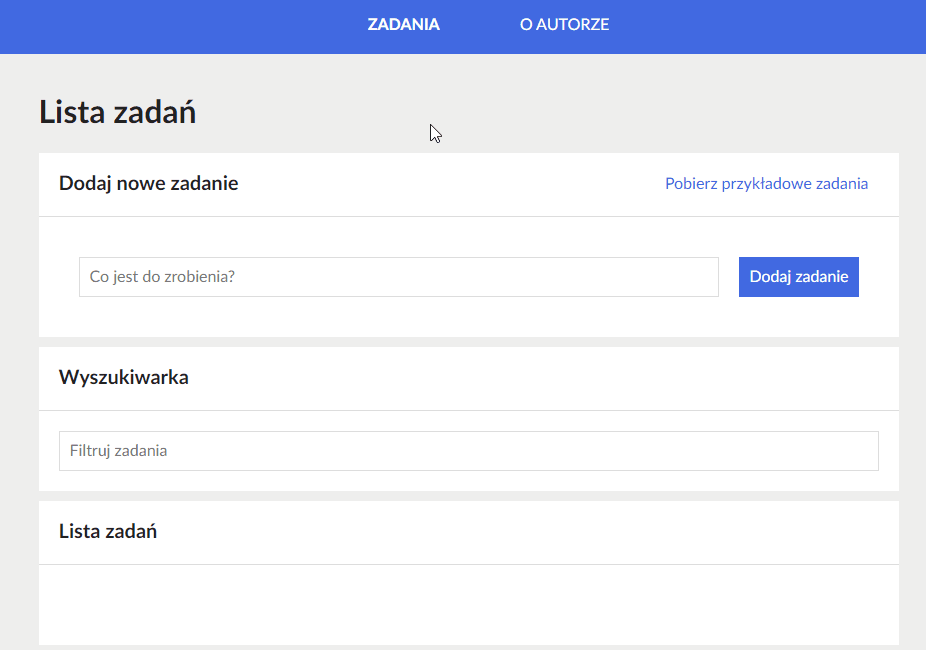 ZADANIA O AUTORZE
Lista zadań
Dodaj nowe zadanie Pobierz przykładowe zadania
Co jest do zrobienia? Dodaj zadanie
Wyszukiwarka
Filtruj zadania
Lista zadań